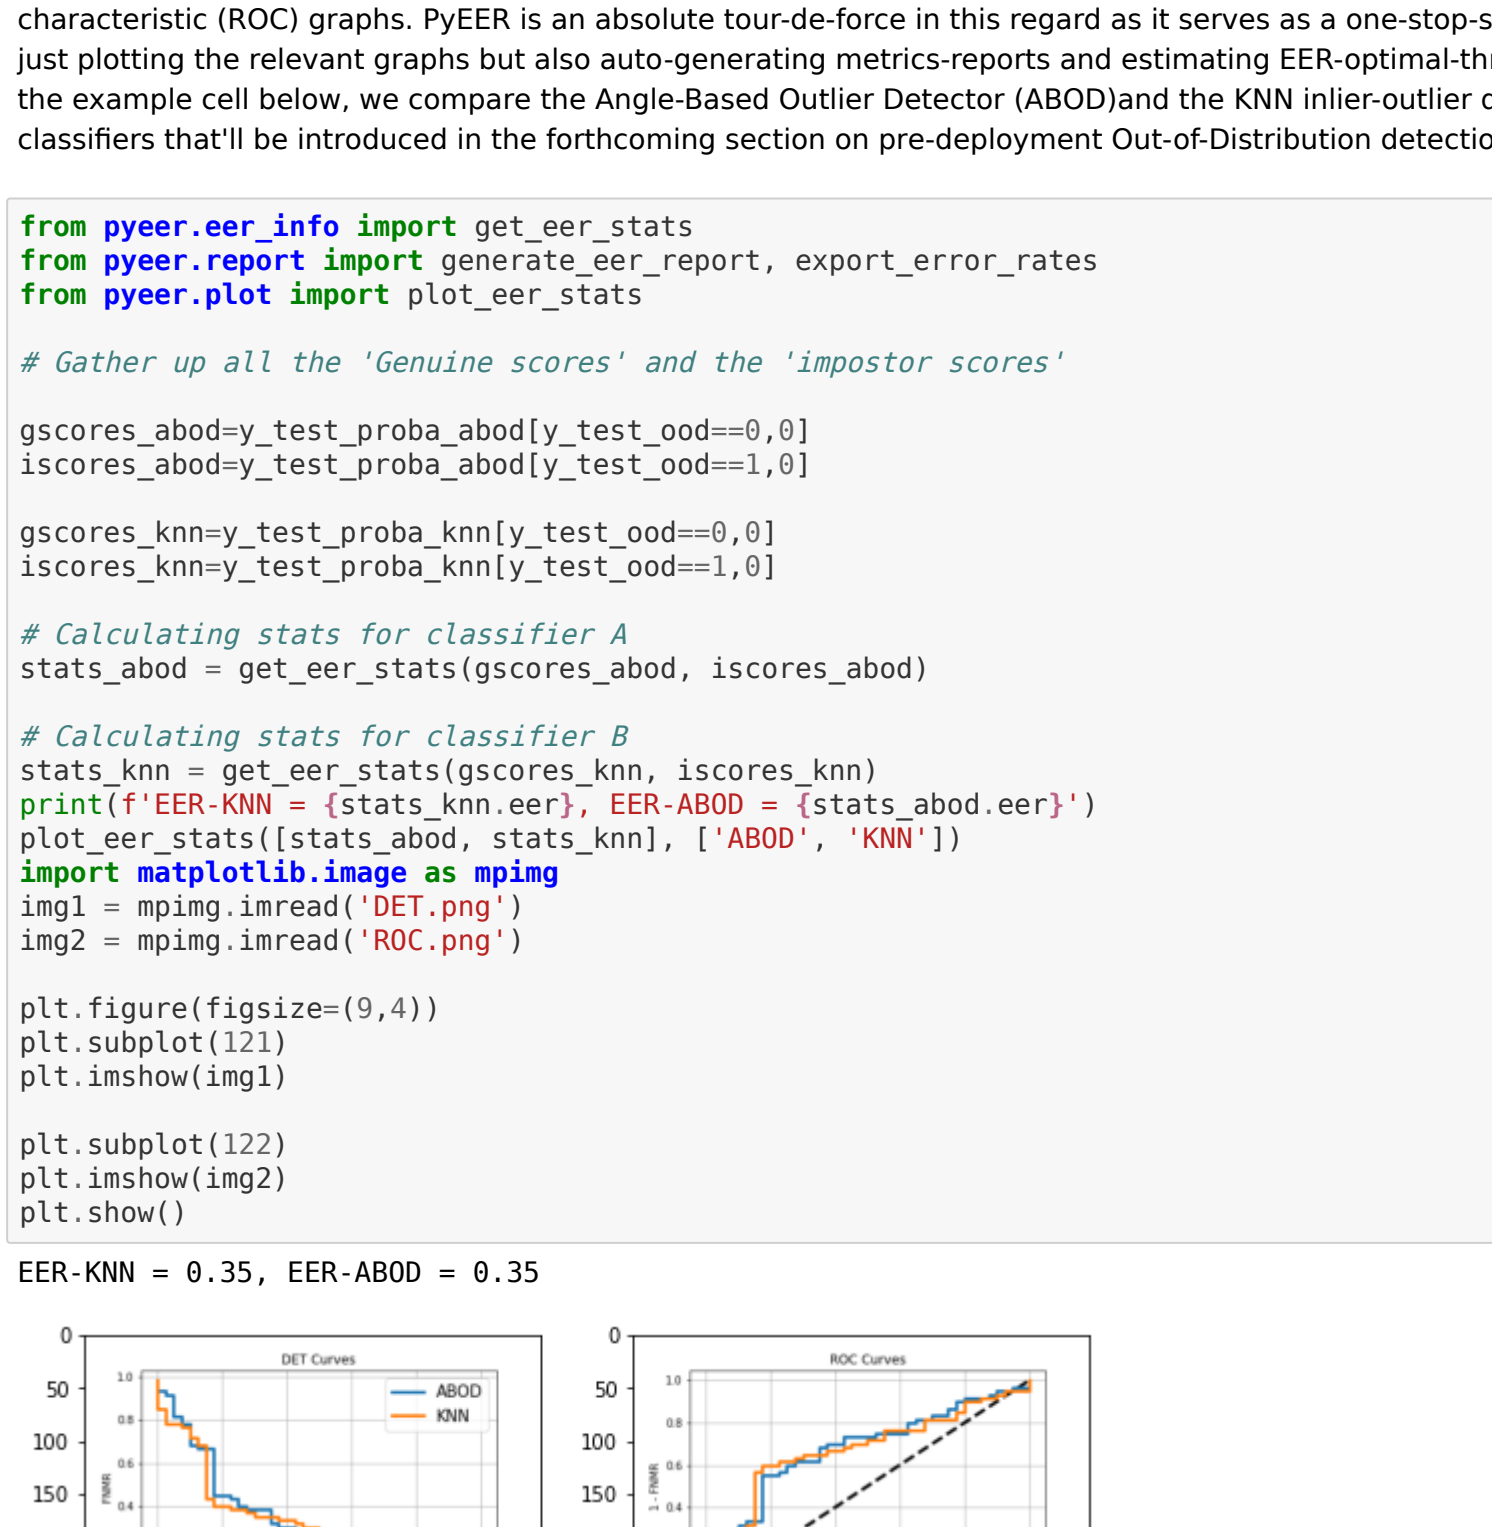 characteristic (ROC) graphs. PyEER is an absolute tour-de-force in this regard as it serves as a one-stop-s
just plotting the relevant graphs but also auto-generating metrics-reports and estimating EER-optimal-thr
the example cell below, we compare the Angle-Based Outlier Detector (ABOD)and the KNN inlier-outlier d
classifiers that'll be introduced in the forthcoming section on pre-deployment Out-of-Distribution detectio
from pyeer.eer_info import get_eer_stats
from pyeer.report import generate_eer_report, export_error_rates
from pyeer.plot import plot_eer_stats
# Gather up all the 'Genuine scores' and the 'impostor scores'
gscores_abod=y_test_proba_abod[y_test_ood==0,0]
iscores_abod=y_test_proba_abod[y_test_ood==1,0]
gscores_knn=y_test_proba_knn[y_test_ood==0,0]
iscores_knn=y_test_proba_knn[y_test_ood==1,0]
# Calculating stats for classifier A
stats_abod = get_eer_stats(gscores_abod, iscores_abod)
# Calculating stats for classifier B
stats_knn = get_eer_stats(gscores_knn, iscores_knn)
print(f'EER-KNN = {stats_knn.eer}, EER-ABOD = {stats_abod.eer}')
plot_eer_stats([stats_abod, stats_knn], ['ABOD', 'KNN'])
import matplotlib.image as mpimg
img1 = mpimg.imread('DET.png')
img2 = mpimg.imread('ROC.png')
plt.figure(figsize=(9,4))
plt.subplot(121)
plt.imshow(img1)
plt.subplot(122)
plt.imshow(img2)
plt.show()
EER-KNN = 0.35, EER-ABOD = 0.35
0
50
100
150
DET Curves
1.0
0.8
0.6
0.4
FNMR
ABOD
KNN
0
50
100
150
ROC Curves
1.0
0.8
0.6
0.4
1 - FNMR